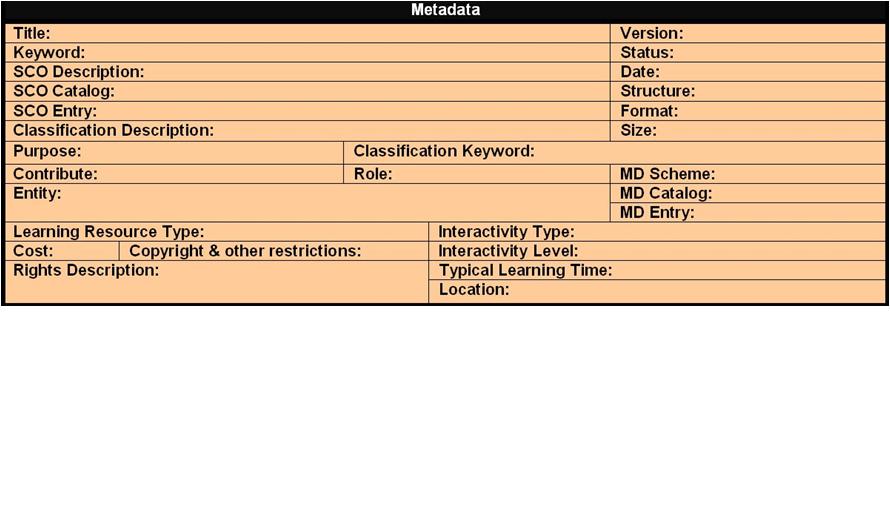 Metadata
Title: Version:
Keyword: Status:
SCO Description: Date:
SCO Catalog: Structure:
SCO Entry: Format:
Classification Description: Size:
Purpose: Classification Keyword:
Contribute: Role: MD Scheme:
Entity: MD Catalog:
MD Entry:
Learning Resource Type: Interactivity Type:
Cost: Copyright & other restrictions: Interactivity Level:
Rights Description: Typical Learning Time:
Location: